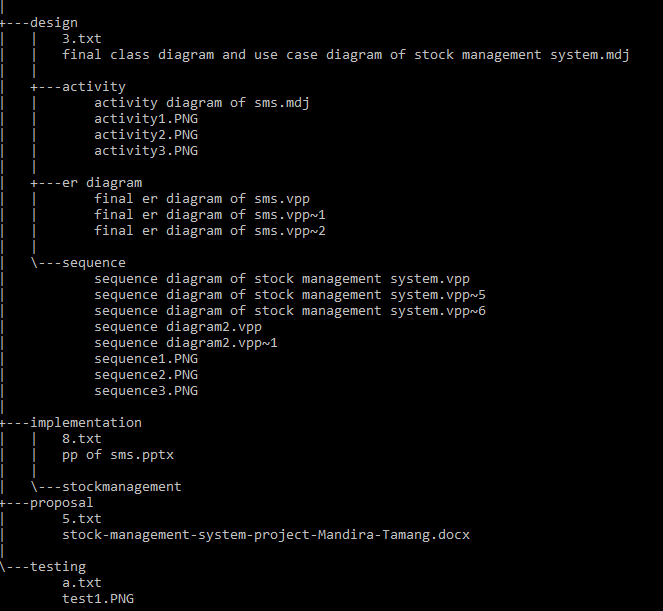 |
+---design
|   |   3.txt
|   |   final class diagram and use case diagram of stock management system.mdj
|   |
|   +---activity
|   |       activity diagram of sms.mdj
|   |       activity1.PNG
|   |       activity2.PNG
|   |       activity3.PNG
|   |
|   +---er diagram
|   |       final er diagram of sms.vpp
|   |       final er diagram of sms.vpp~1
|   |       final er diagram of sms.vpp~2
|   |
|   \---sequence
|           sequence diagram of stock management system.vpp
|           sequence diagram of stock management system.vpp~5
|           sequence diagram of stock management system.vpp~6
|           sequence diagram2.vpp
|           sequence diagram2.vpp~1
|           sequence1.PNG
|           sequence2.PNG
|           sequence3.PNG
|
+---implementation
|   |   8.txt
|   |   pp of sms.pptx
|   |
|   \---stockmanagement
+---proposal
|       5.txt
|       stock-management-system-project-Mandira-Tamang.docx
|
\---testing
        a.txt
        test1.PNG